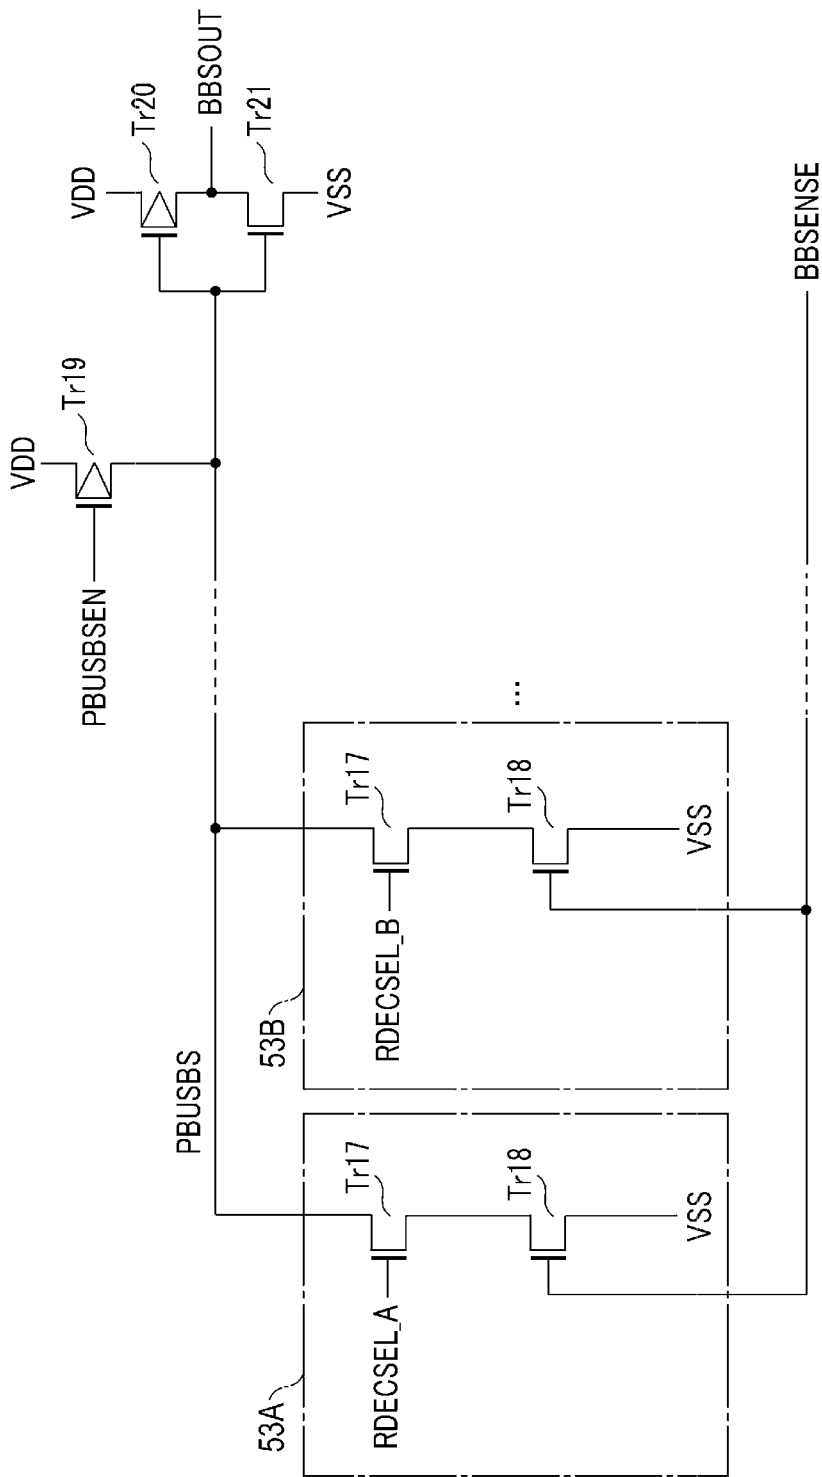 VDD
Tr20
BBSOUT
Tr21
VSS
VDD
Tr19
PBUSBSEN
PBUSBS
53A
RDECSEL_A
Tr17
Tr18
VSS
53B
RDECSEL_B
Tr17
Tr18
VSS
...
BBSENSE